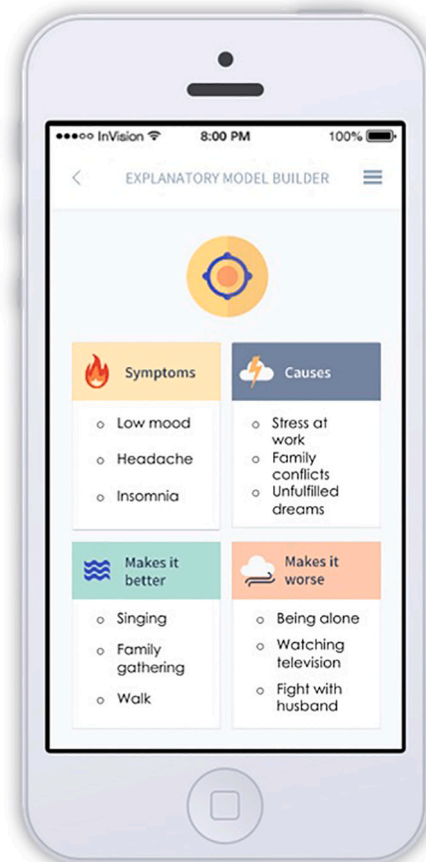 InVision 8:00 PM 100%
EXPLANATORY MODEL BUILDER
Symptoms
Low mood
Headache
Insomnia
Causes
Stress at
work
Family
conflicts
Unfulfilled
dreams
Makes it
better
Singing
Family
gathering
Walk
Makes it
worse
Being alone
Watching
television
Fight with
husband